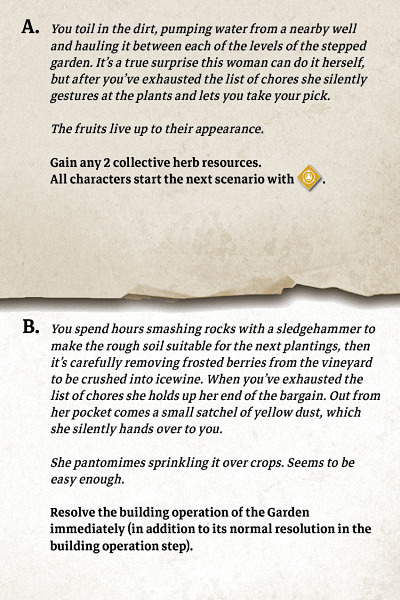 A. You toil in the dirt, pumping water from a nearby well
and hauling it between each of the levels of the stepped
garden. It’s a true surprise this woman can do it herself,
but after you’ve exhausted the list of chores she silently
gestures at the plants and lets you take your pick.
The fruits live up to their appearance.
Gain any 2 collective herb resources.
All characters start the next scenario with .
B. You spend hours smashing rocks with a sledgehammer to
make the rough soil suitable for the next plantings, then
it’s carefully removing frosted berries from the vineyard
to be crushed into icewine. When you’ve exhausted the
list of chores she holds up her end of the bargain. Out from
her pocket comes a small satchel of yellow dust, which
she silently hands over to you.
She pantomimes sprinkling it over crops. Seems to be
easy enough.
Resolve the building operation of the Garden
immediately (in addition to its normal resolution in the
building operation step).